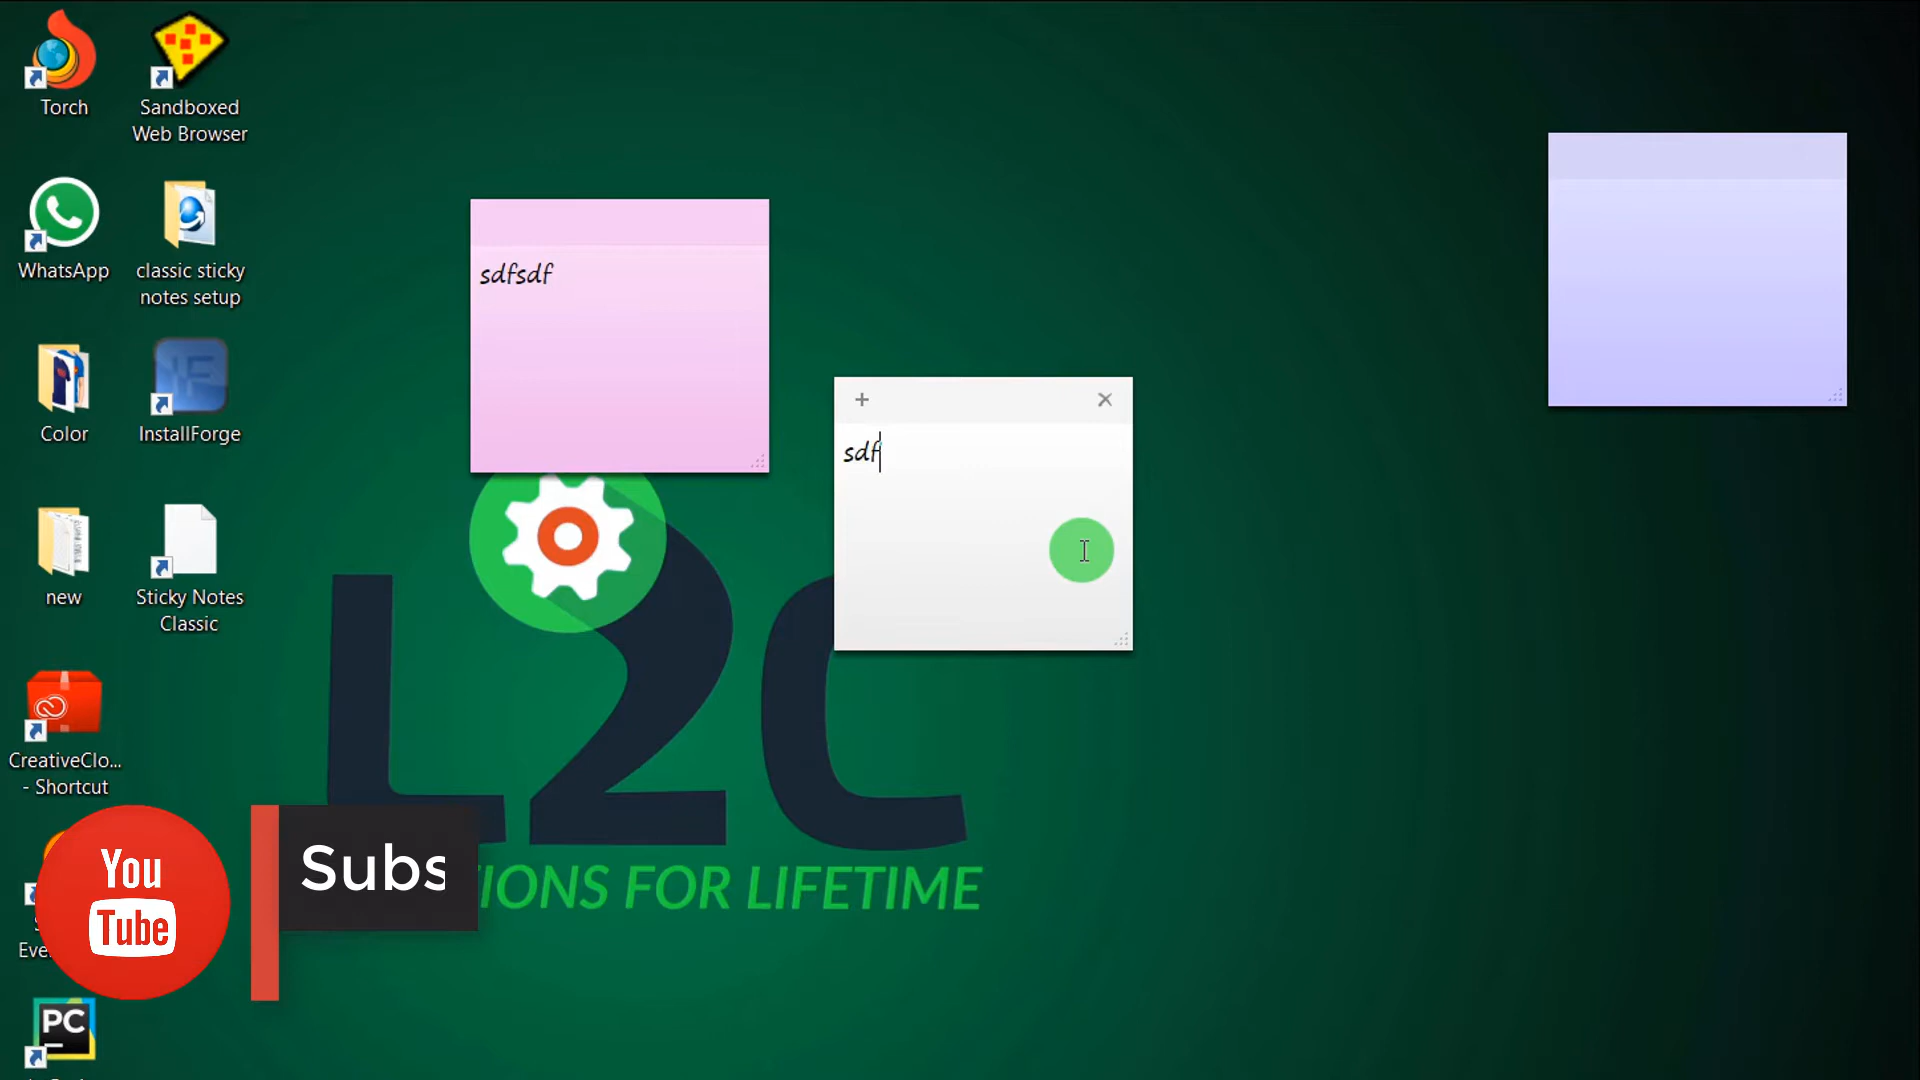 Torch
Sandboxed
Web Browser
WhatsApp
classic sticky
notes setup
Color
InstallForge
new
Sticky Notes
Classic
CreativeClo...
- Shortcut
PC
sdfsdf
+ ×
sdf
L2C
IONS FOR LIFETIME
You
Tube
Subs